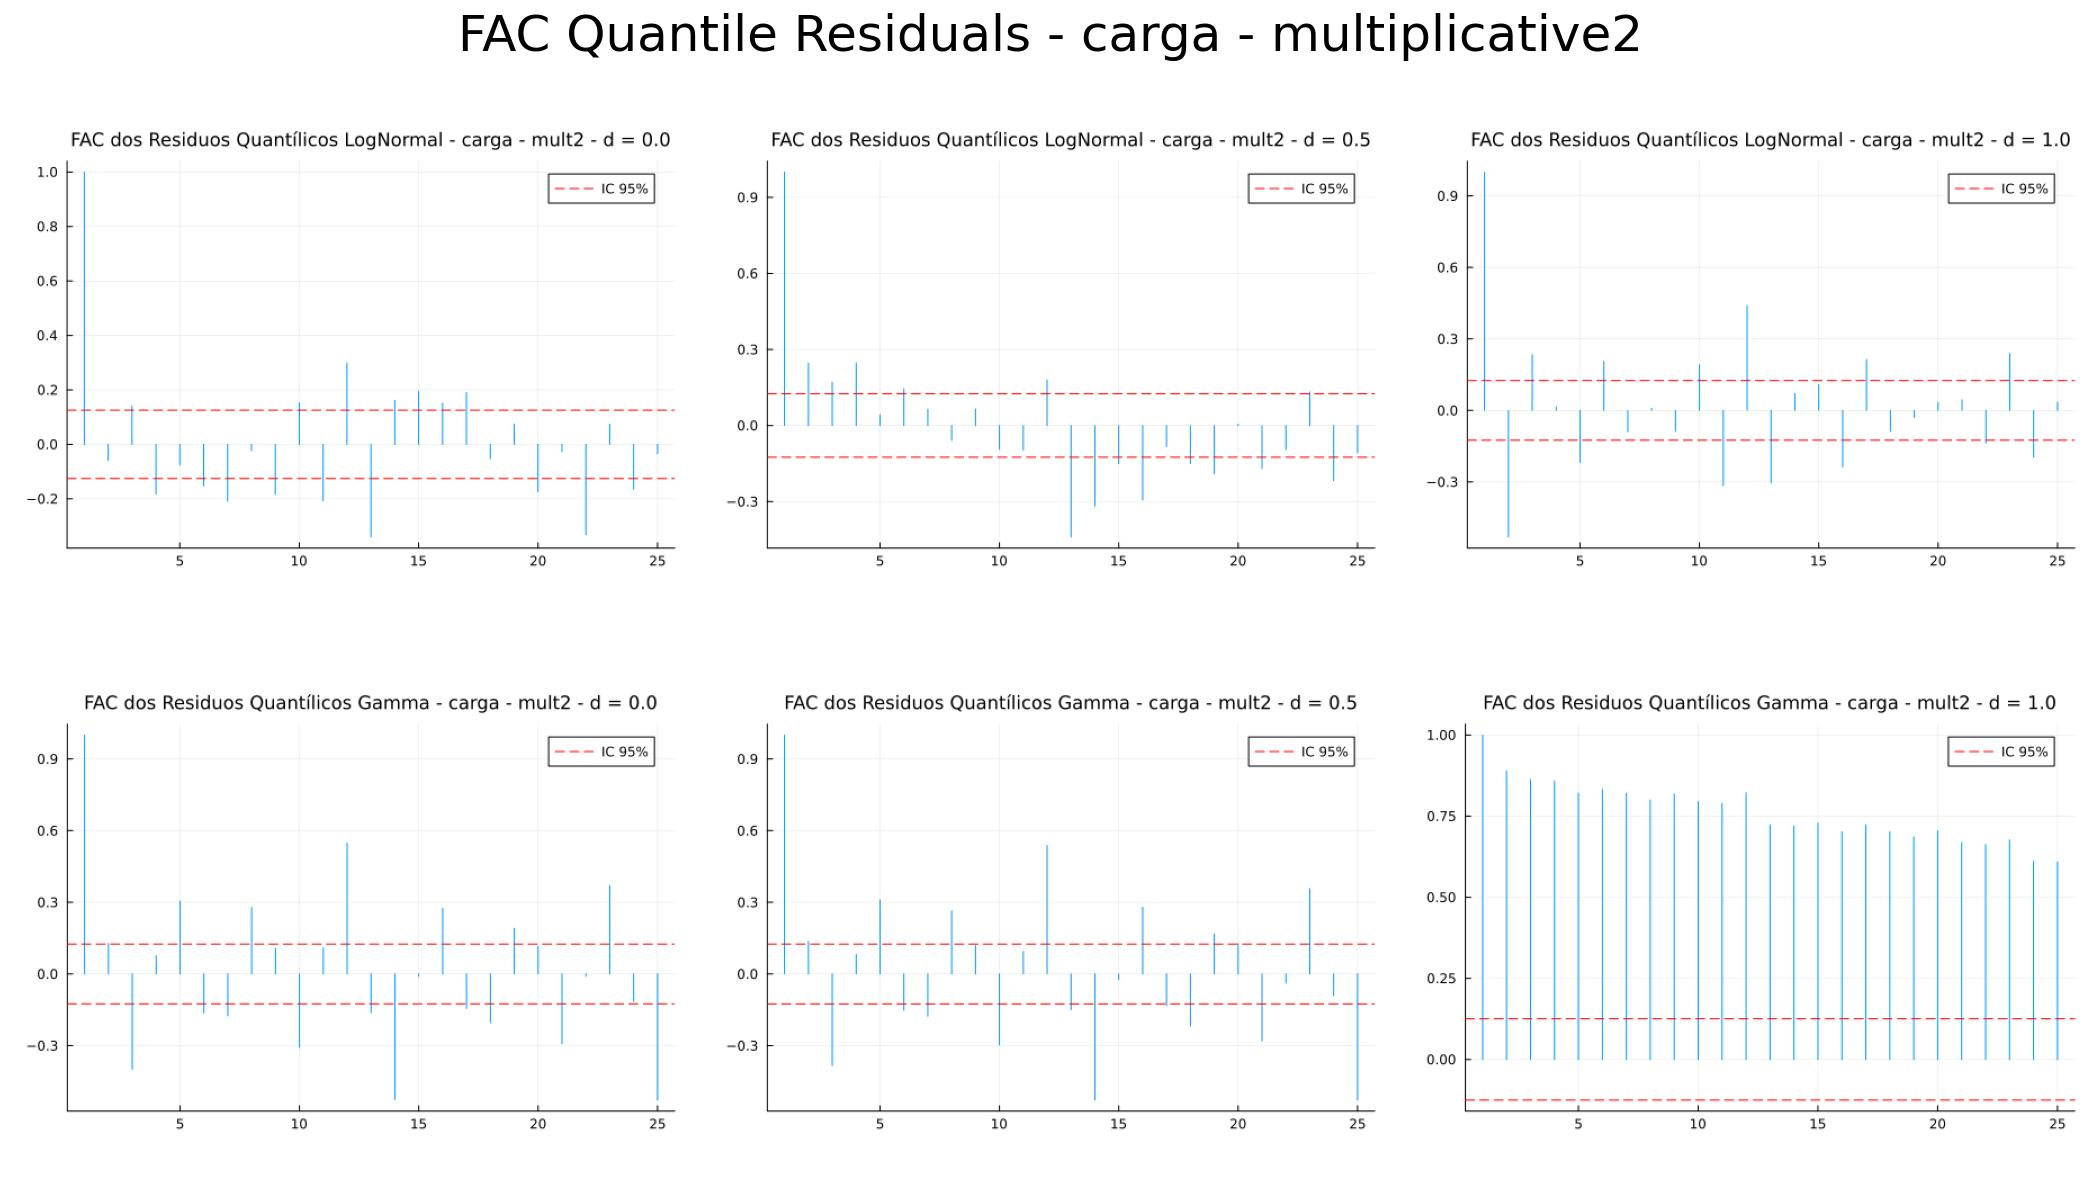 FAC Quantile Residuals - carga - multiplicative2
FAC dos Residuos Quantílicos LogNormal - carga - mult2 - d = 0.0
IC 95%
1.0
0.8
0.6
0.4
0.2
0.0
−0.2
5 10 15 20 25
FAC dos Residuos Quantílicos LogNormal - carga - mult2 - d = 0.5
IC 95%
0.9
0.6
0.3
0.0
−0.3
5 10 15 20 25
FAC dos Residuos Quantílicos LogNormal - carga - mult2 - d = 1.0
IC 95%
0.9
0.6
0.3
0.0
−0.3
5 10 15 20 25
FAC dos Residuos Quantílicos Gamma - carga - mult2 - d = 0.0
IC 95%
0.9
0.6
0.3
0.0
−0.3
5 10 15 20 25
FAC dos Residuos Quantílicos Gamma - carga - mult2 - d = 0.5
IC 95%
0.9
0.6
0.3
0.0
−0.3
5 10 15 20 25
FAC dos Residuos Quantílicos Gamma - carga - mult2 - d = 1.0
IC 95%
1.00
0.75
0.50
0.25
0.00
5 10 15 20 25